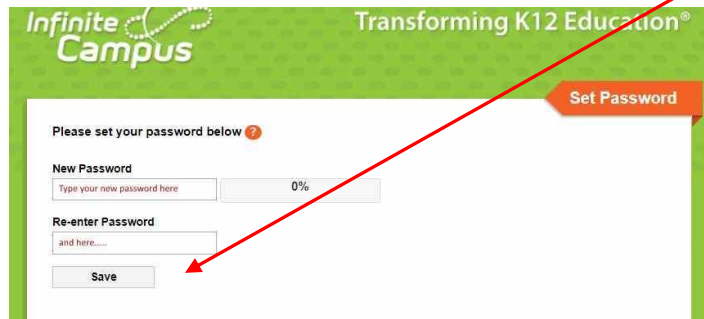 Infinite
Campus
Transforming K12 Education®
Set Password
Please set your password below ?
New Password
Type your new password here
0%
Re-enter Password
and here.....
Save